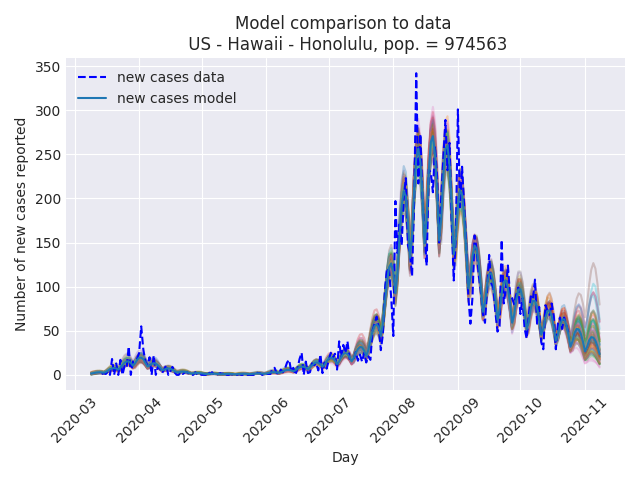 Model comparison to data
US - Hawaii - Honolulu, pop. = 974563
new cases data
new cases model
Number of new cases reported
350
300
250
200
150
100
50
0
2020-03
2020-04
2020-05
2020-06
2020-07
2020-08
2020-09
2020-10
2020-11
Day